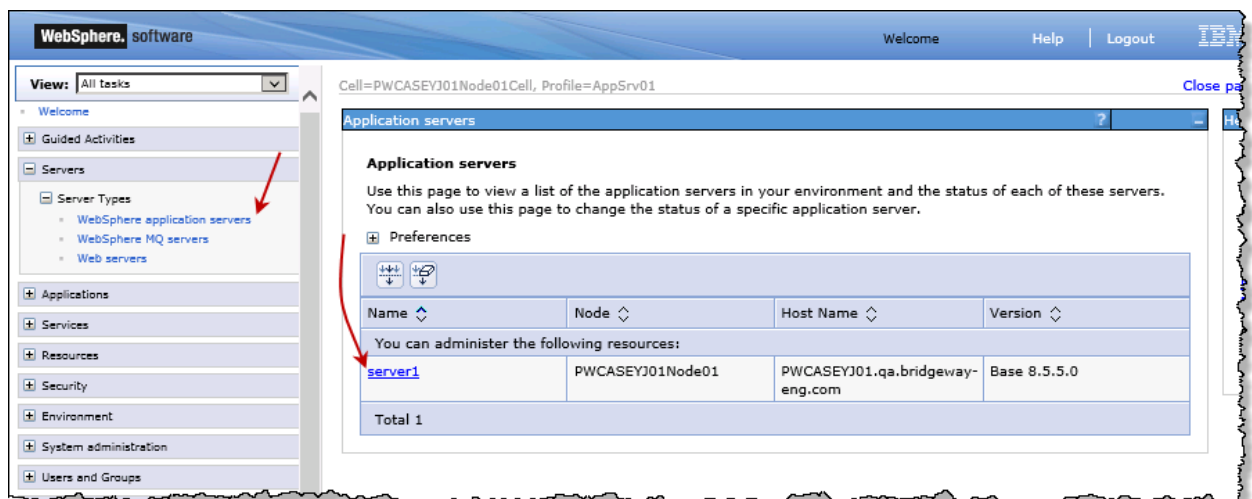 WebSphere. software
Welcome
Help
Logout
IBM
View: All tasks
Welcome
Guided Activities
Servers
Server Types
WebSphere application servers
WebSphere MQ servers
Web servers
Applications
Services
Resources
Security
Environment
System administration
Users and Groups
Cell=PWCASEYJ01Node01Cell, Profile=AppSrv01
Close pa
Application servers
?
He
Application servers
Use this page to view a list of the application servers in your environment and the status of each of these servers.
You can also use this page to change the status of a specific application server.
Preferences
Name
Node
Host Name
Version
You can administer the following resources:
server1
PWCASEYJ01Node01
PWCASEYJ01.qa.bridgeway-
eng.com
Base 8.5.5.0
Total 1